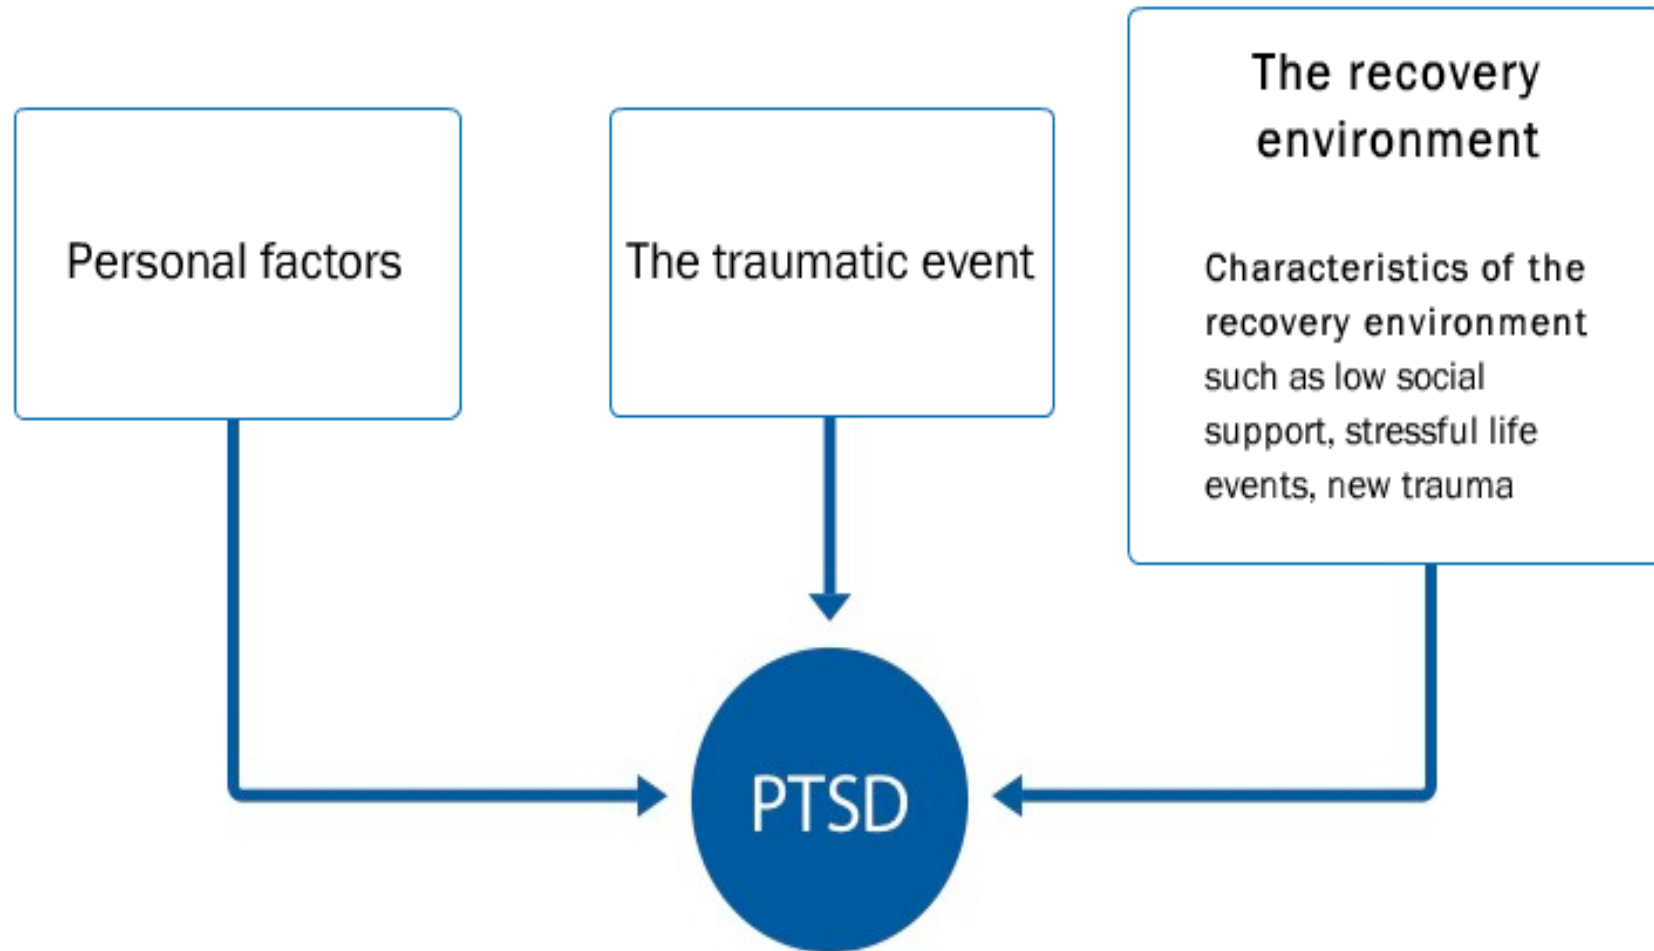 Personal factors
The traumatic event
The recovery
environment
Characteristics of the
recovery environment
such as low social
support, stressful life
events, new trauma
PTSD